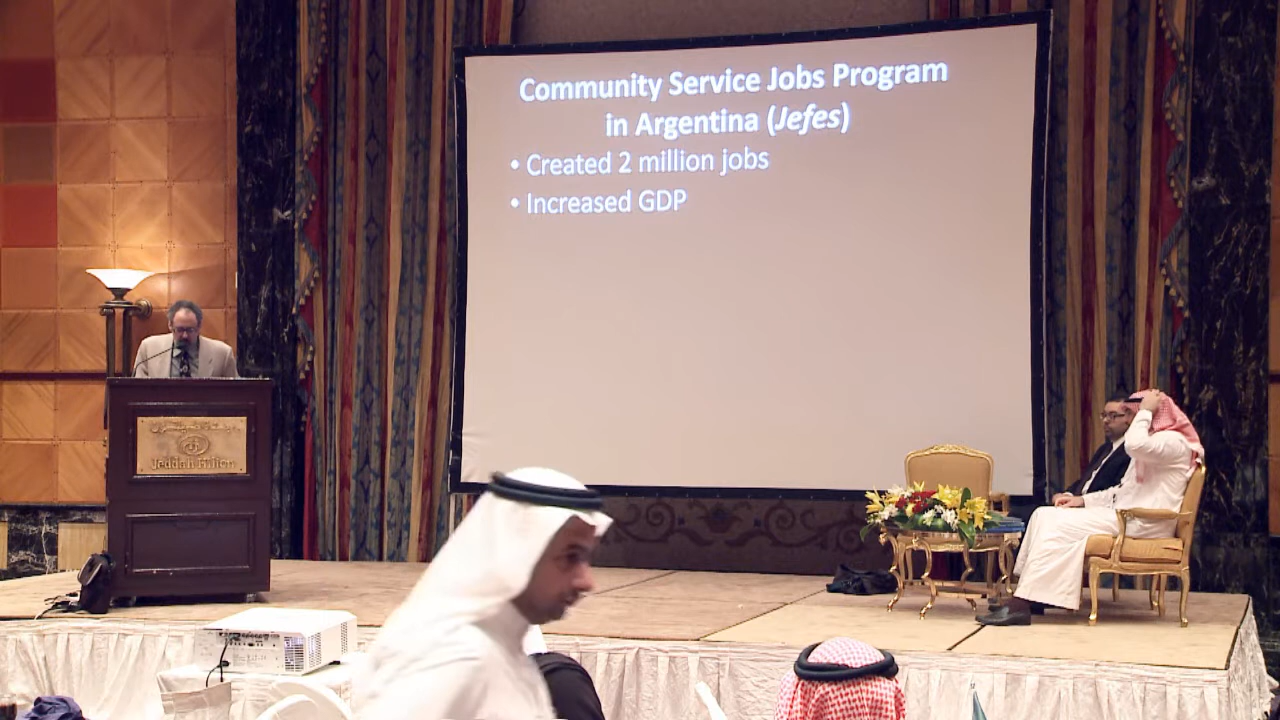 Community Service Jobs Program
in Argentina (Jefes)
• Created 2 million jobs
• Increased GDP
Jeddah Hilton